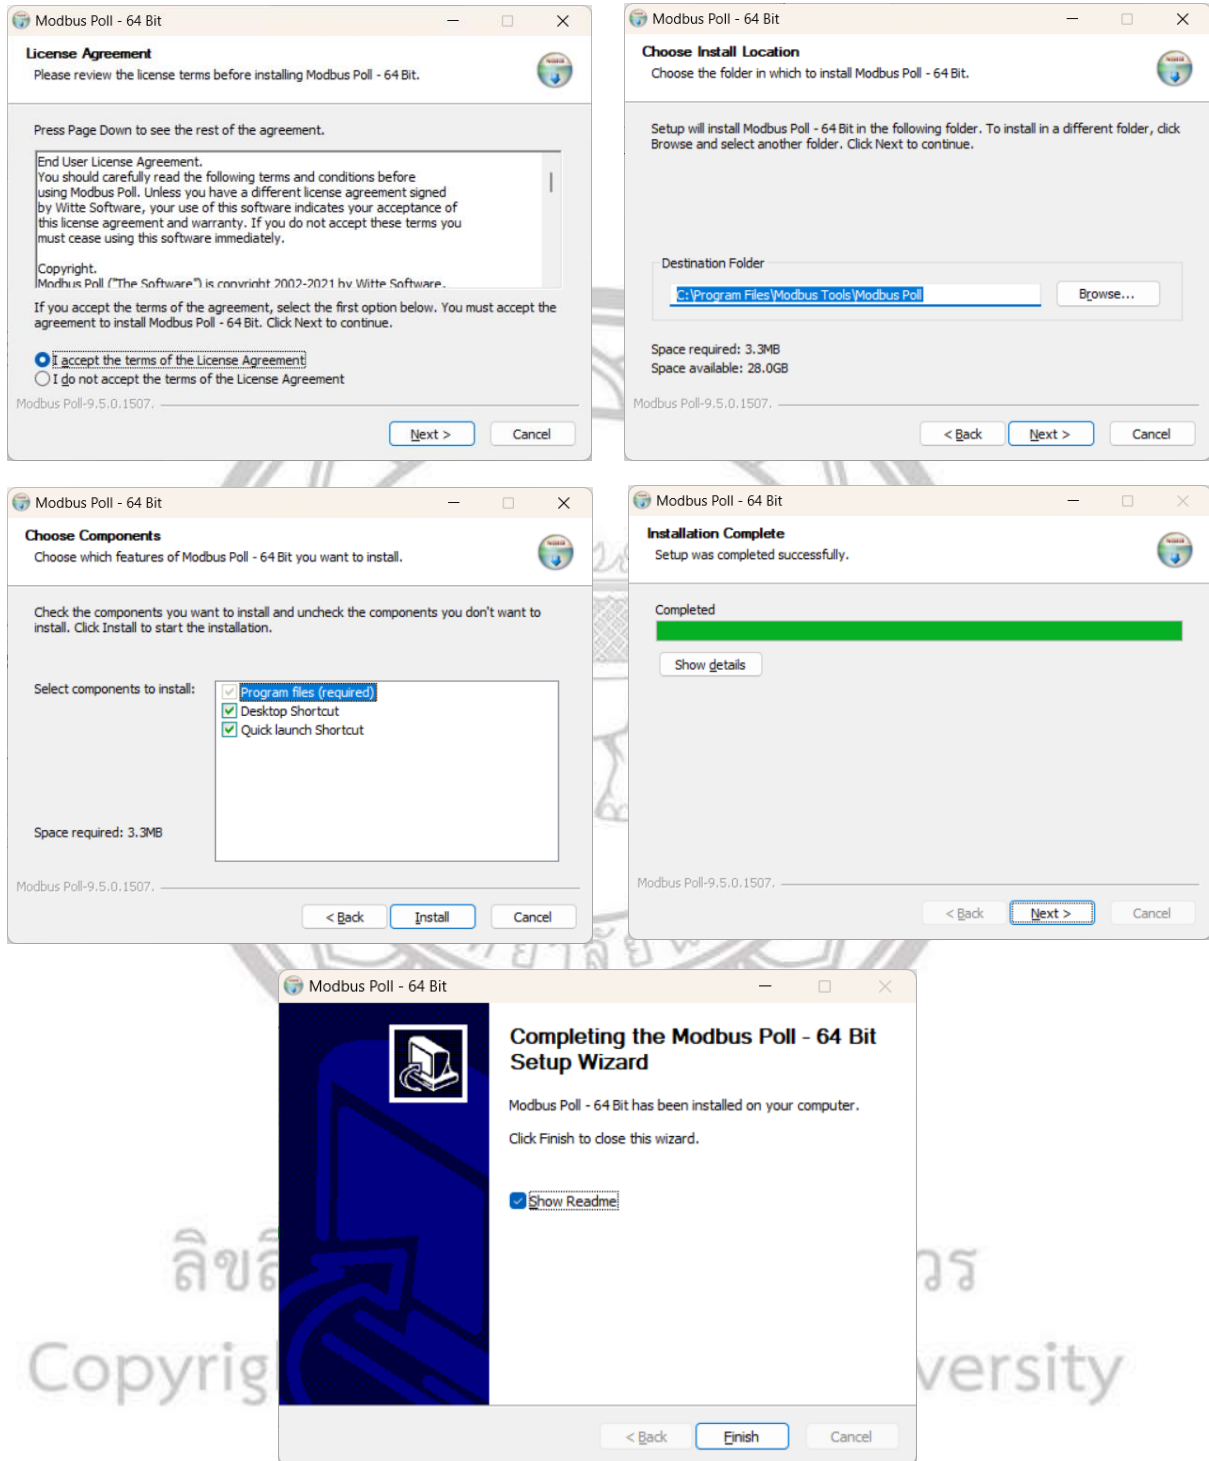 Modbus Poll - 64 Bit
License Agreement
Please review the license terms before installing Modbus Poll - 64 Bit.
Press Page Down to see the rest of the agreement.
End User License Agreement.
You should carefully read the following terms and conditions before
using Modbus Poll. Unless you have a different license agreement signed
by Witte Software, your use of this software indicates your acceptance of
this license agreement and warranty. If you do not accept these terms you
must cease using this software immediately.
Copyright.
Modbus Poll ("The Software") is copyright 2002-2021 by Witte Software.
If you accept the terms of the agreement, select the first option below. You must accept the
agreement to install Modbus Poll - 64 Bit. Click Next to continue.
I accept the terms of the License Agreement
I do not accept the terms of the License Agreement
Modbus Poll-9.5.0.1507.
Next >
Cancel
Modbus Poll - 64 Bit
Choose Install Location
Choose the folder in which to install Modbus Poll - 64 Bit.
Setup will install Modbus Poll - 64 Bit in the following folder. To install in a different folder, click
Browse and select another folder. Click Next to continue.
Destination Folder
C:\Program Files\Modbus Tools\Modbus Poll
Browse...
Space required: 3.3MB
Space available: 28.0GB
Modbus Poll-9.5.0.1507.
< Back
Next >
Cancel
Modbus Poll - 64 Bit
Choose Components
Choose which features of Modbus Poll - 64 Bit you want to install.
Check the components you want to install and uncheck the components you don't want to
install. Click Install to start the installation.
Select components to install:
Program files (required)
Desktop Shortcut
Quick launch Shortcut
Space required: 3.3MB
Modbus Poll-9.5.0.1507.
< Back
Install
Cancel
Modbus Poll - 64 Bit
Installation Complete
Setup was completed successfully.
Completed
Show details
Modbus Poll-9.5.0.1507.
< Back
Next >
Cancel
Modbus Poll - 64 Bit
Completing the Modbus Poll - 64 Bit
Setup Wizard
Modbus Poll - 64 Bit has been installed on your computer.
Click Finish to close this wizard.
Show Readme
< Back
Finish
Cancel